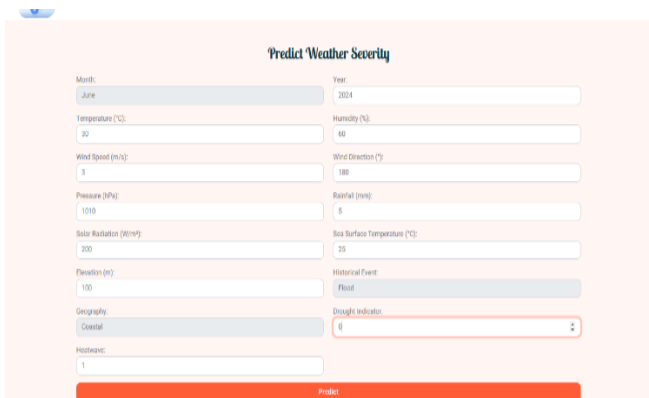 Predict Weather Severity
Month: Year:
June 2024
Temperature (°C): Humidity (%):
30 60
Wind Speed (m/s): Wind Direction (°):
180
Pressure (hPa): Rainfall (mm):
1010 5
Solar Radiation (W/m²): Sea Surface Temperature (°C):
200 25
Elevation (m): Historical Event:
100 Flood
Geography: Drought Indicator:
Coastal 0
Heatwave:
1
Predict